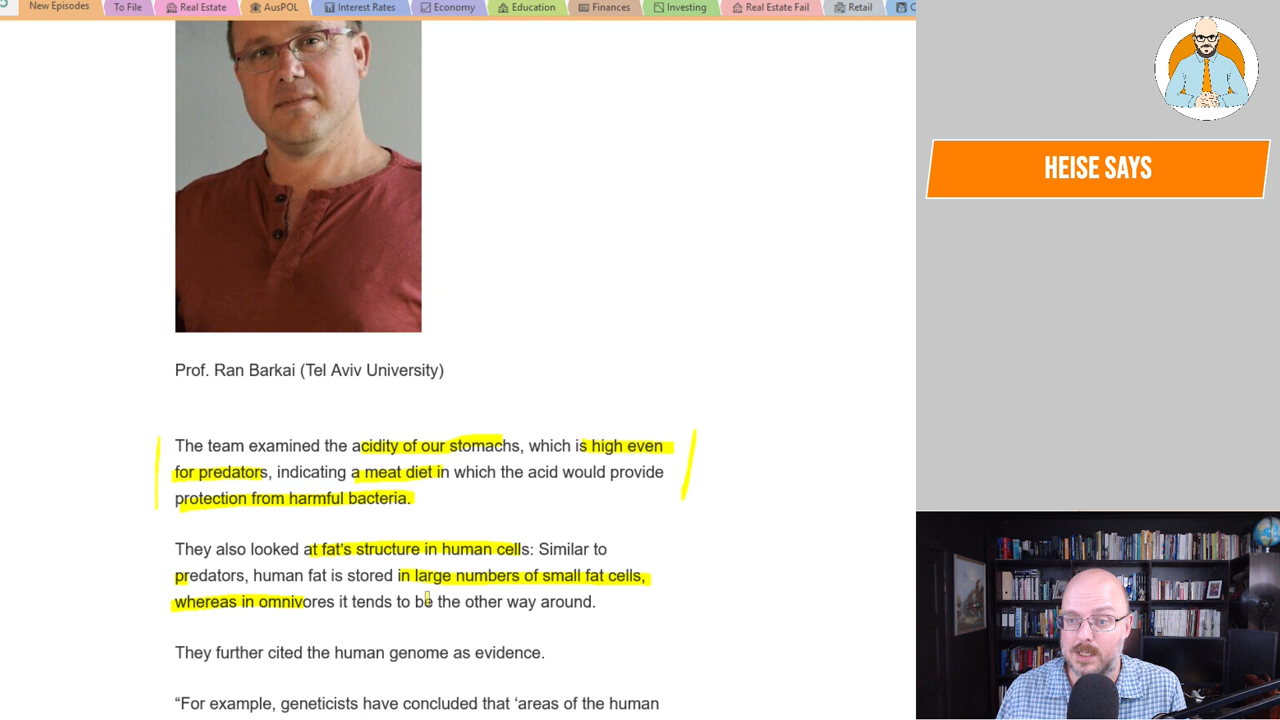 New Episodes To File Real Estate AusPOL Interest Rates Economy Education Finances Investing Real Estate Fail Retail
HEISE SAYS
Prof. Ran Barkai (Tel Aviv University)
The team examined the acidity of our stomachs, which is high even
for predators, indicating a meat diet in which the acid would provide
protection from harmful bacteria.
They also looked at fat's structure in human cells: Similar to
predators, human fat is stored in large numbers of small fat cells,
whereas in omnivores it tends to be the other way around.
They further cited the human genome as evidence.
“For example, geneticists have concluded that ‘areas of the human